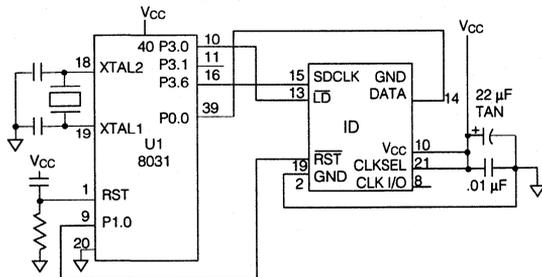 VCC
VCC
40 P3.0 10
18 XTAL2
P3.1 11
P3.6 16
39
P0.0
19 XTAL1
U1
8031
VCC
1 RST
9 P1.0
20
15 SDCLK GND
13 LD
DATA 14
ID
22 µF
TAN
+
VCC 10
RST
19 GND
CLKSEL 21
2
CLK I/O 8
.01 µF